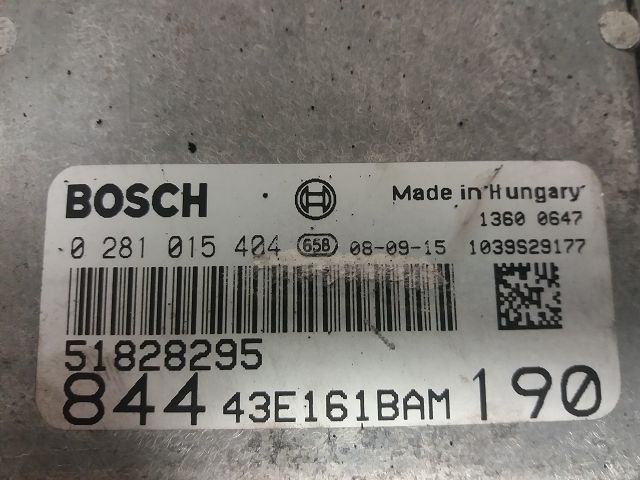 BOSCH Made in Hungary
1360 0647
0 281 015 404 658 08-09-15 1039S29177
51828295
844 43E161BAM 190